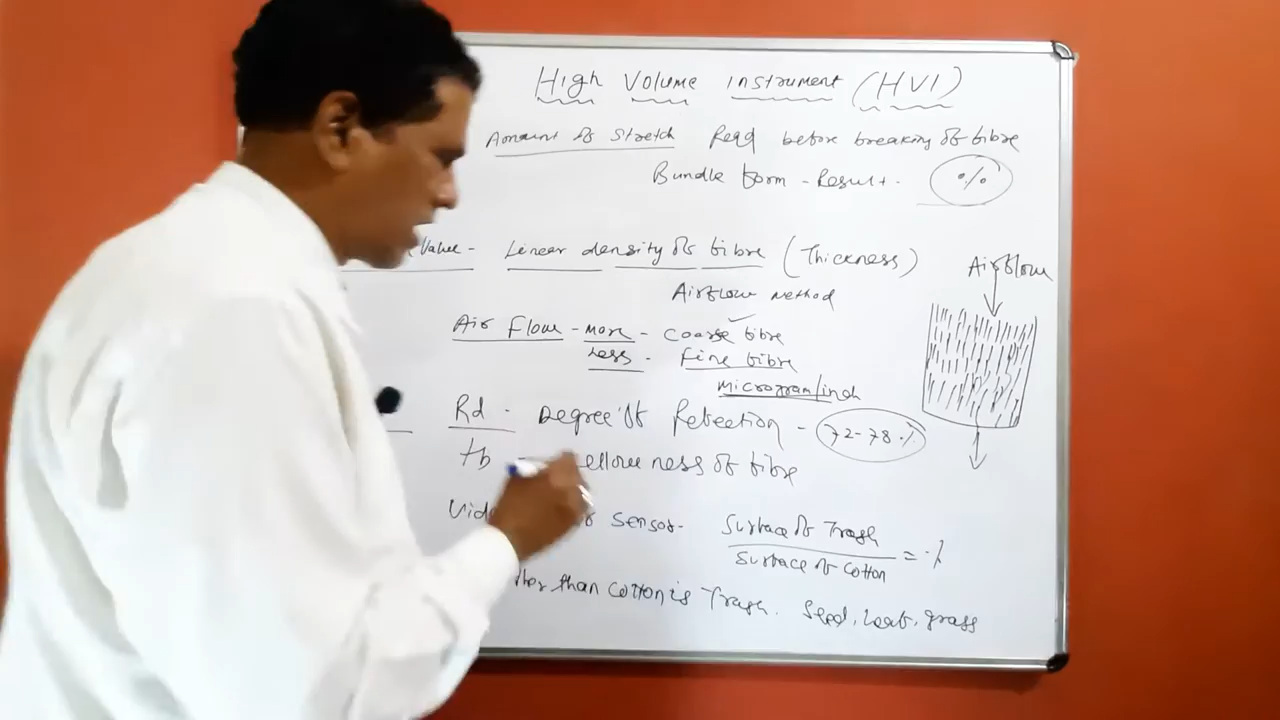 High Volume Instrument (HVI)
Amount of Stretch Reqd before breaking of fibre
Bundle form - Result - %
Value - Linear density of fibre (Thickness)
Airflow
Airflow method
Air Flow - more - coarse fibre
Less - Fine fibre
Microgram/inch
Rd - Degree of Reflection - 72-78 %
+b ellowness of fibre
Sensor - Surface of Trash
Surface of Cotton = %
than cotton is Trash. Seed, Leaf, grass